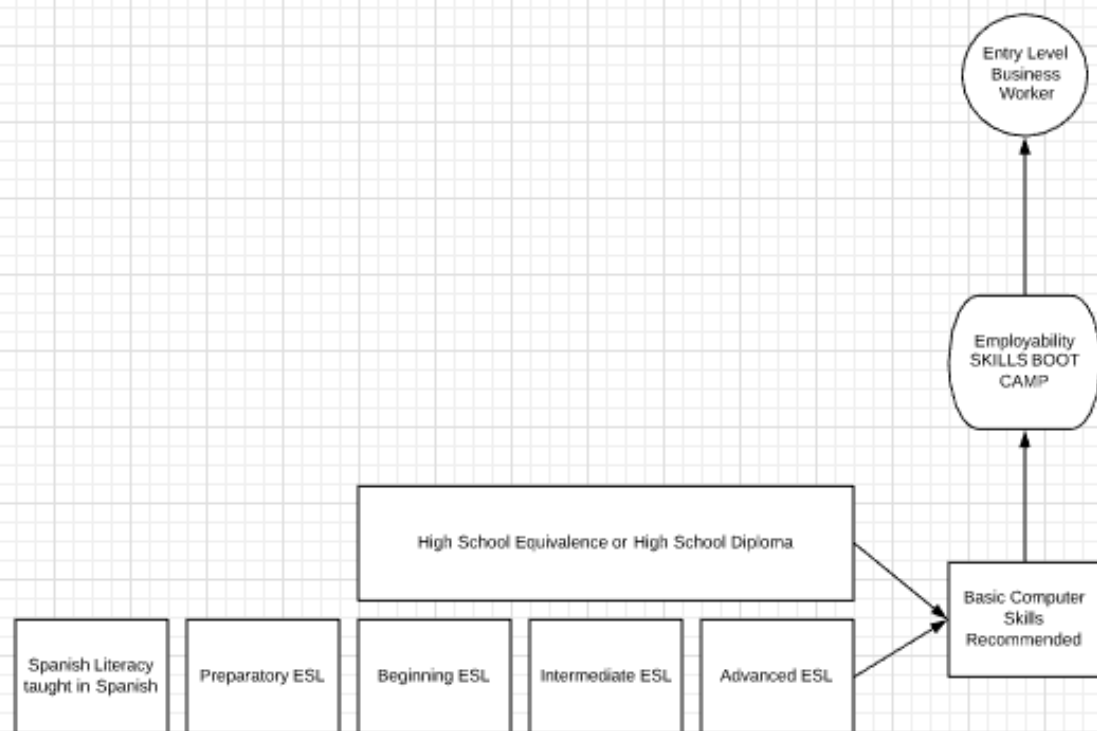 Entry Level
Business
Worker
Employability
SKILLS BOOT
CAMP
High School Equivalence or High School Diploma
Basic Computer
Skills
Recommended
Spanish Literacy
taught in Spanish
Preparatory ESL
Beginning ESL
Intermediate ESL
Advanced ESL